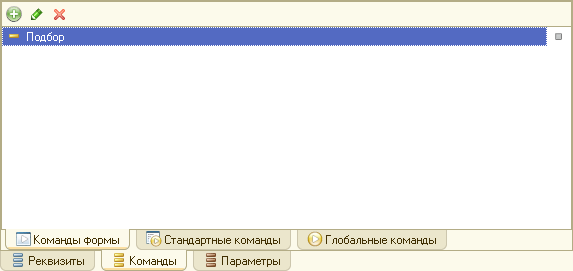 Подбор
Команды формы Стандартные команды Глобальные команды
Реквизиты Команды Параметры